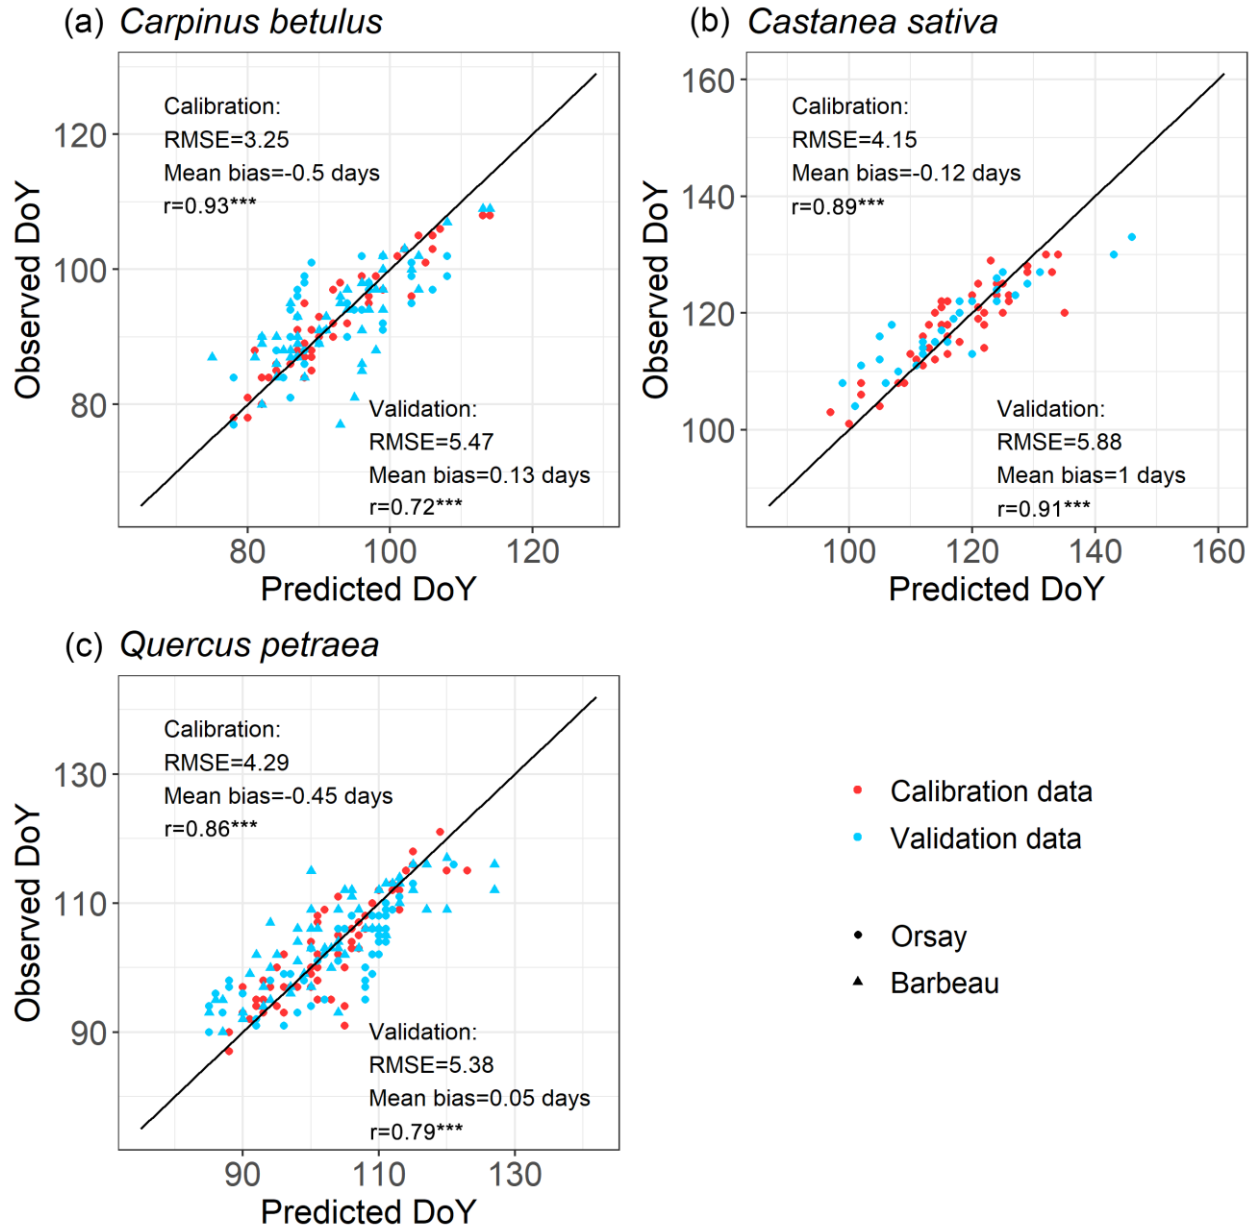 (a) Carpinus betulus
Calibration:
RMSE=3.25
Mean bias=-0.5 days
r=0.93***
Validation:
RMSE=5.47
Mean bias=0.13 days
r=0.72***
120
100
80
Observed DoY
80 100 120
Predicted DoY
(b) Castanea sativa
Calibration:
RMSE=4.15
Mean bias=-0.12 days
r=0.89***
Validation:
RMSE=5.88
Mean bias=1 days
r=0.91***
160
140
120
100
Observed DoY
100 120 140 160
Predicted DoY
(c) Quercus petraea
Calibration:
RMSE=4.29
Mean bias=-0.45 days
r=0.86***
Validation:
RMSE=5.38
Mean bias=0.05 days
r=0.79***
130
110
90
Observed DoY
90 110 130
Predicted DoY
Calibration data
Validation data
Orsay
Barbeau